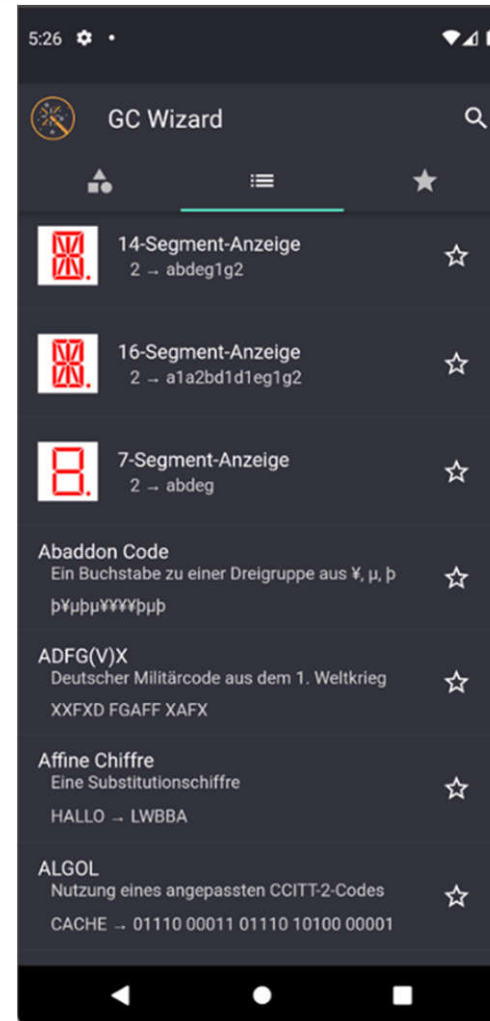 5:26
GC Wizard
14-Segment-Anzeige
2 → abdeg1g2
16-Segment-Anzeige
2 → a1a2bd1d1eg1g2
7-Segment-Anzeige
2 → abdeg
Abaddon Code
Ein Buchstabe zu einer Dreigruppe aus ¥, µ, þ
þ¥µþµ¥¥¥¥þµþ
ADFG(V)X
Deutscher Militärcode aus dem 1. Weltkrieg
XXFXD FGAFF XAFX
Affine Chiffre
Eine Substitutionschiffre
HALLO → LWBBA
ALGOL
Nutzung eines angepassten CCITT-2-Codes
CACHE → 01110 00011 01110 10100 00001